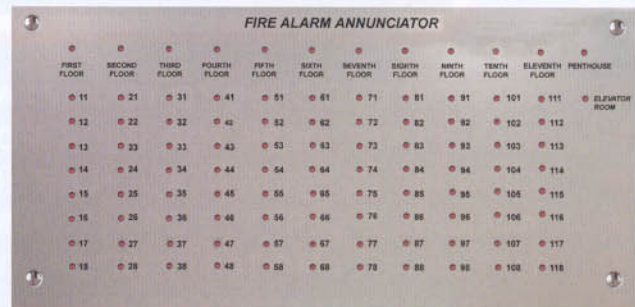 FIRE ALARM ANNUNCIATOR
FIRST FLOOR SECOND FLOOR THIRD FLOOR FOURTH FLOOR FIFTH FLOOR SIXTH FLOOR SEVENTH FLOOR EIGHTH FLOOR NINTH FLOOR TENTH FLOOR ELEVENTH FLOOR PENTHOUSE
11 21 31 41 51 61 71 81 91 101 111 ELEVATOR ROOM
12 22 32 42 52 62 72 82 92 102 112
13 23 33 43 53 63 73 83 93 103 113
14 24 34 44 54 64 74 84 94 104 114
15 25 35 45 55 65 75 85 95 105 115
16 26 36 46 56 66 76 86 96 106 116
17 27 37 47 57 67 77 87 97 107 117
18 28 38 48 58 68 78 88 98 108 118